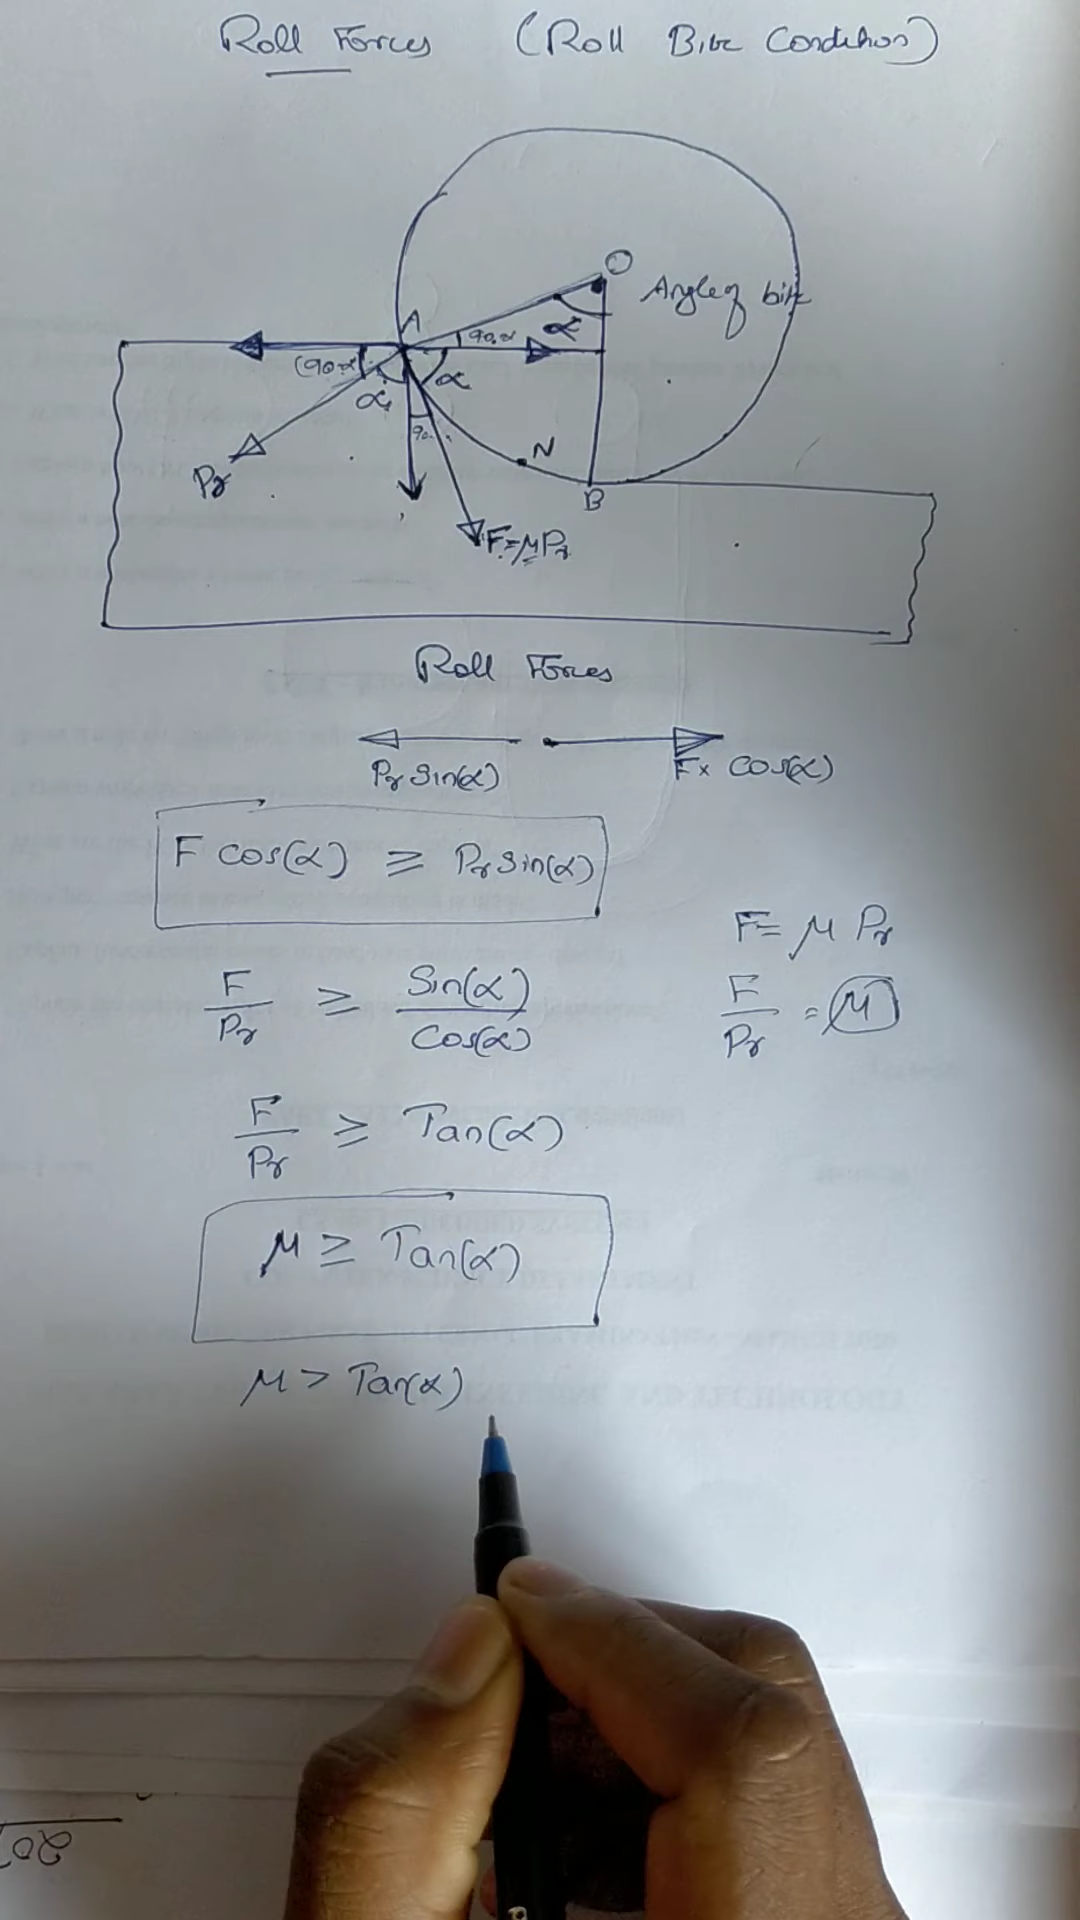 Roll Forces (Roll Bite Condition)
O
Angle of bite
A
90-α
α
(90-α
α
α
90-
Pr
N
B
F=μPr
Roll Forces
Pr Sin(α)
F× Cos(α)
F cos(α) ≥ Pr Sin(α)
F = μ Pr
F/Pr ≥ Sin(α)/Cos(α)
F/Pr = μ
F/Pr ≥ Tan(α)
μ ≥ Tan(α)
μ > Tan(α)